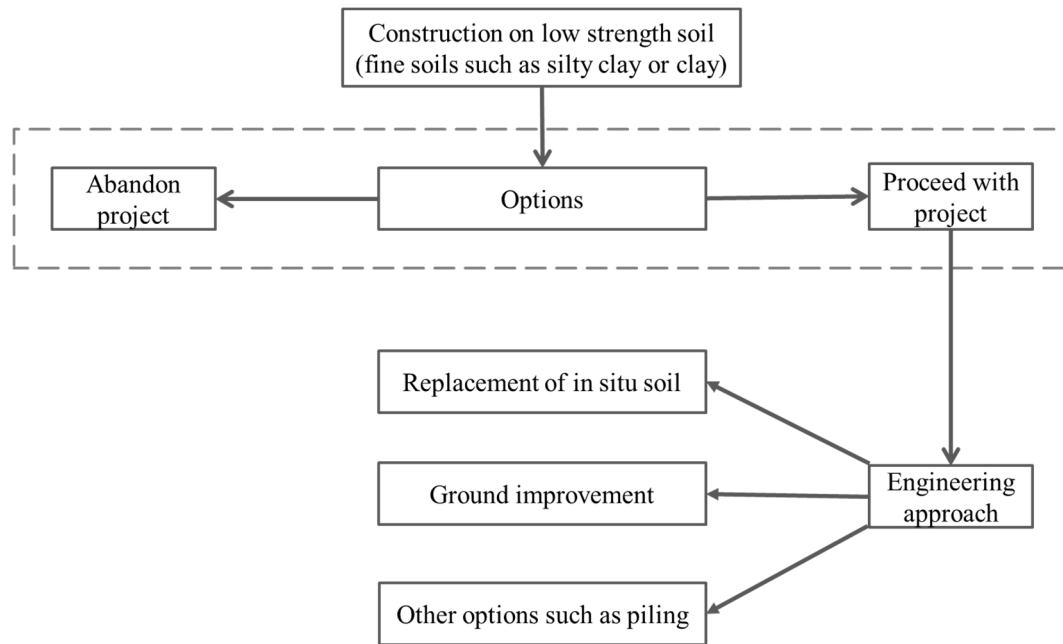 Construction on low strength soil
(fine soils such as silty clay or clay)
Abandon
project
Options
Proceed with
project
Replacement of in situ soil
Ground improvement
Engineering
approach
Other options such as piling